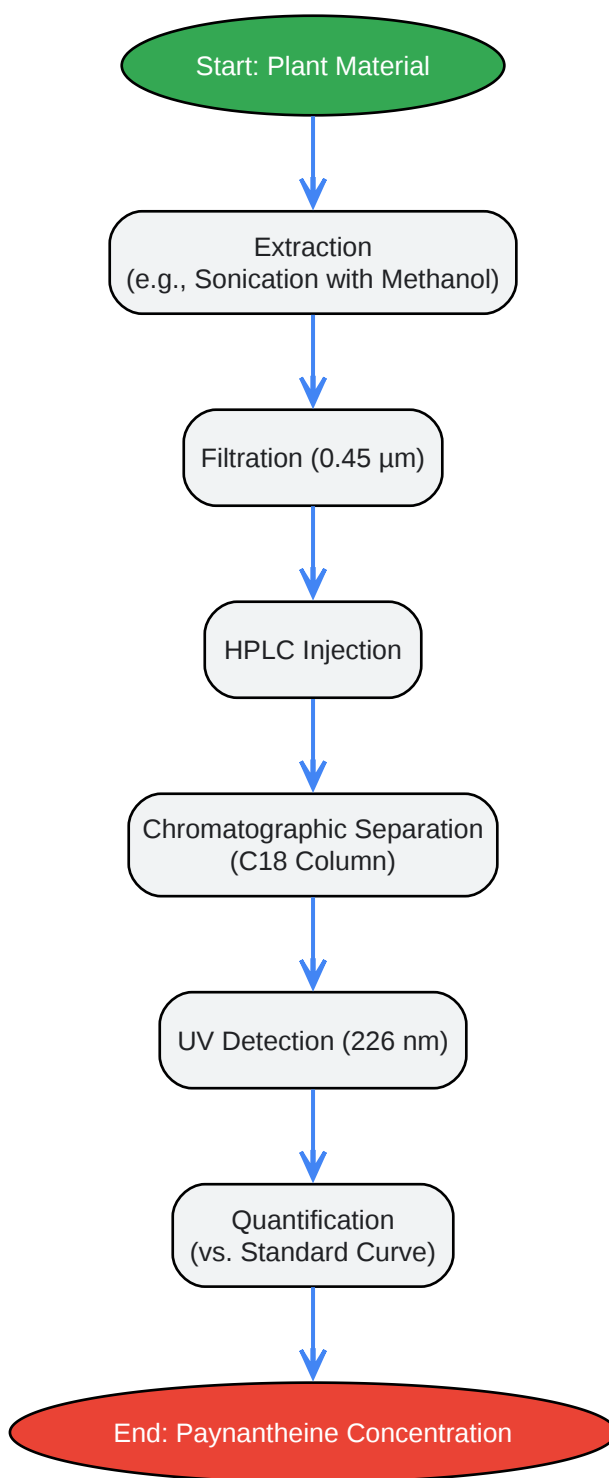 Start: Plant Material
Extraction
(e.g., Sonication with Methanol)
Filtration (0.45 µm)
HPLC Injection
Chromatographic Separation
(C18 Column)
UV Detection (226 nm)
Quantification
(vs. Standard Curve)
End: Paynantheine Concentration